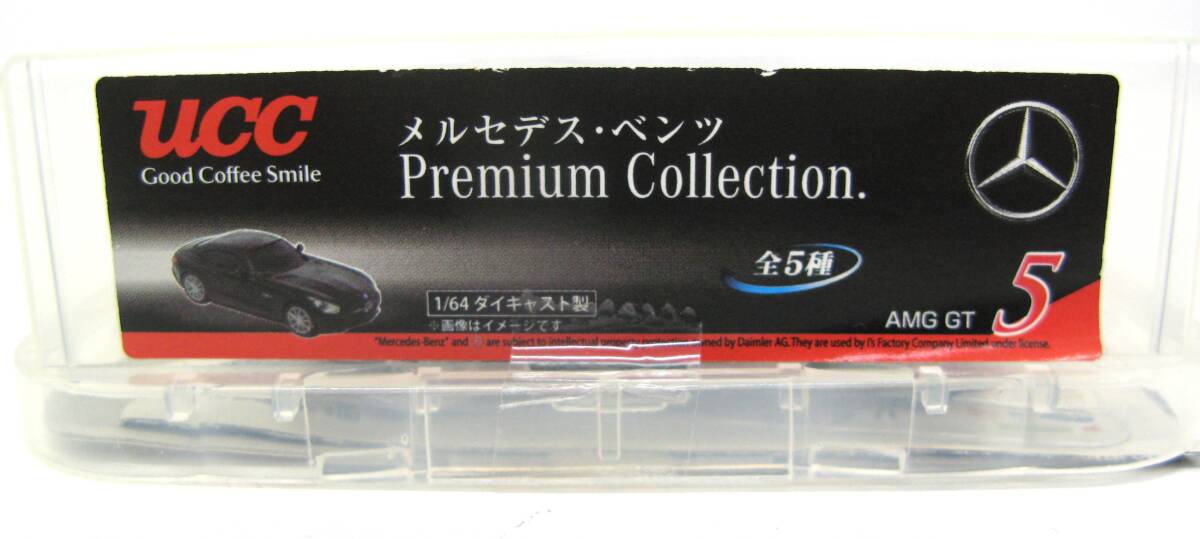 UCC
Good Coffee Smile
メルセデス・ベンツ
Premium Collection.
全5種
1/64 ダイキャスト製
※画像はイメージです
AMG GT 5
"Mercedes-Benz" and are subject to intellectual property protection owned by Daimler AG. They are used by I's Factory Company Limited under license.